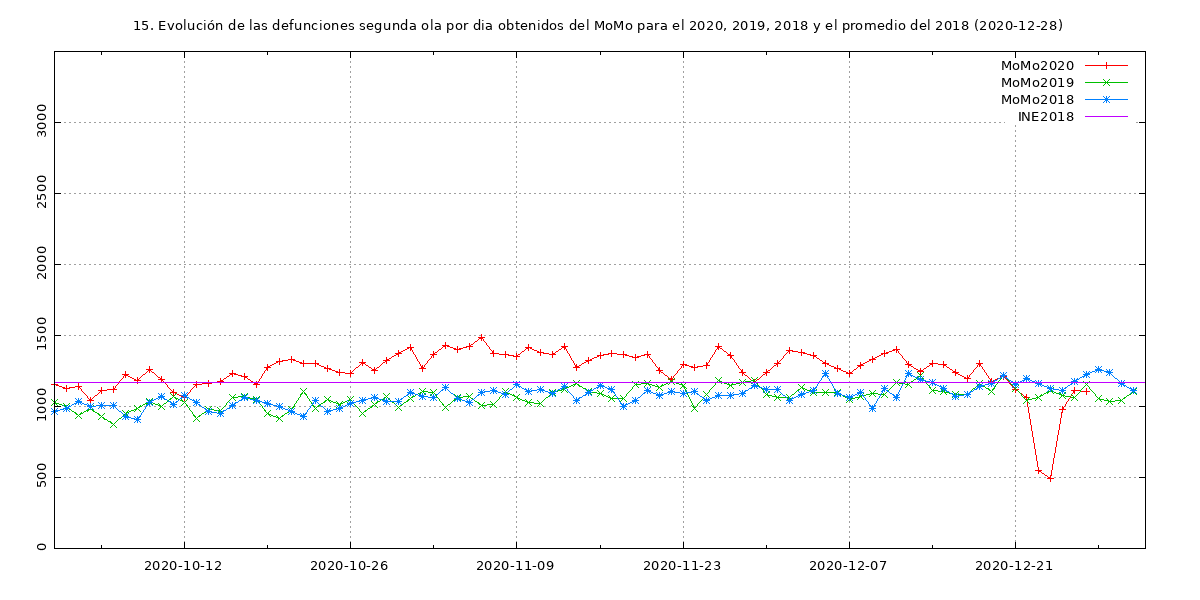 15. Evolución de las defunciones segunda ola por dia obtenidos del MoMo para el 2020, 2019, 2018 y el promedio del 2018 (2020-12-28)
MoMo2020
MoMo2019
MoMo2018
INE2018
3000
2500
2000
1500
1000
500
0
2020-10-12 2020-10-26 2020-11-09 2020-11-23 2020-12-07 2020-12-21